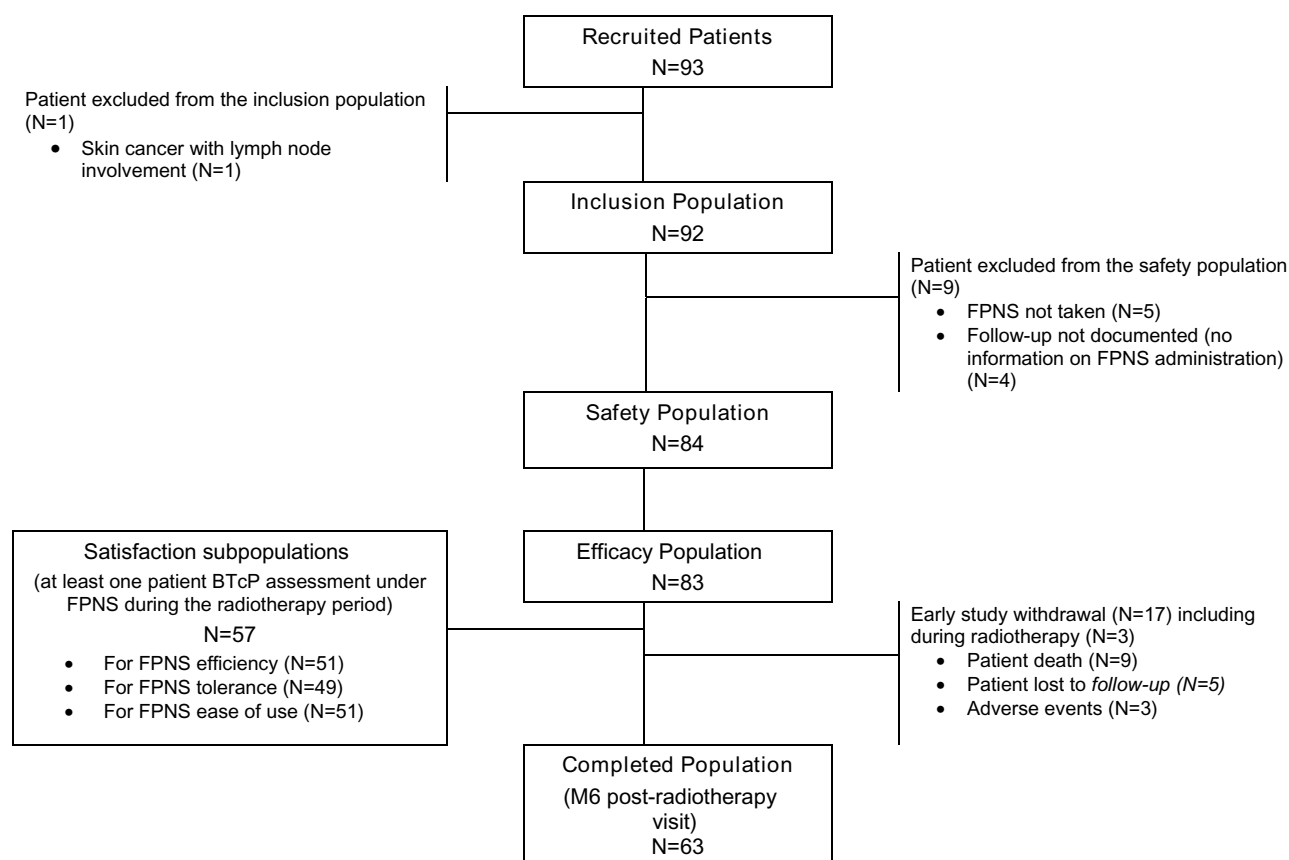 Recruited Patients
N=93
Patient excluded from the inclusion population
(N=1)
• Skin cancer with lymph node
involvement (N=1)
Inclusion Population
N=92
Patient excluded from the safety population
(N=9)
• FPNS not taken (N=5)
• Follow-up not documented (no
information on FPNS administration)
(N=4)
Safety Population
N=84
Satisfaction subpopulations
(at least one patient BTcP assessment under
FPNS during the radiotherapy period)
N=57
• For FPNS efficiency (N=51)
• For FPNS tolerance (N=49)
• For FPNS ease of use (N=51)
Efficacy Population
N=83
Early study withdrawal (N=17) including
during radiotherapy (N=3)
• Patient death (N=9)
• Patient lost to follow-up (N=5)
• Adverse events (N=3)
Completed Population
(M6 post-radiotherapy
visit)
N=63